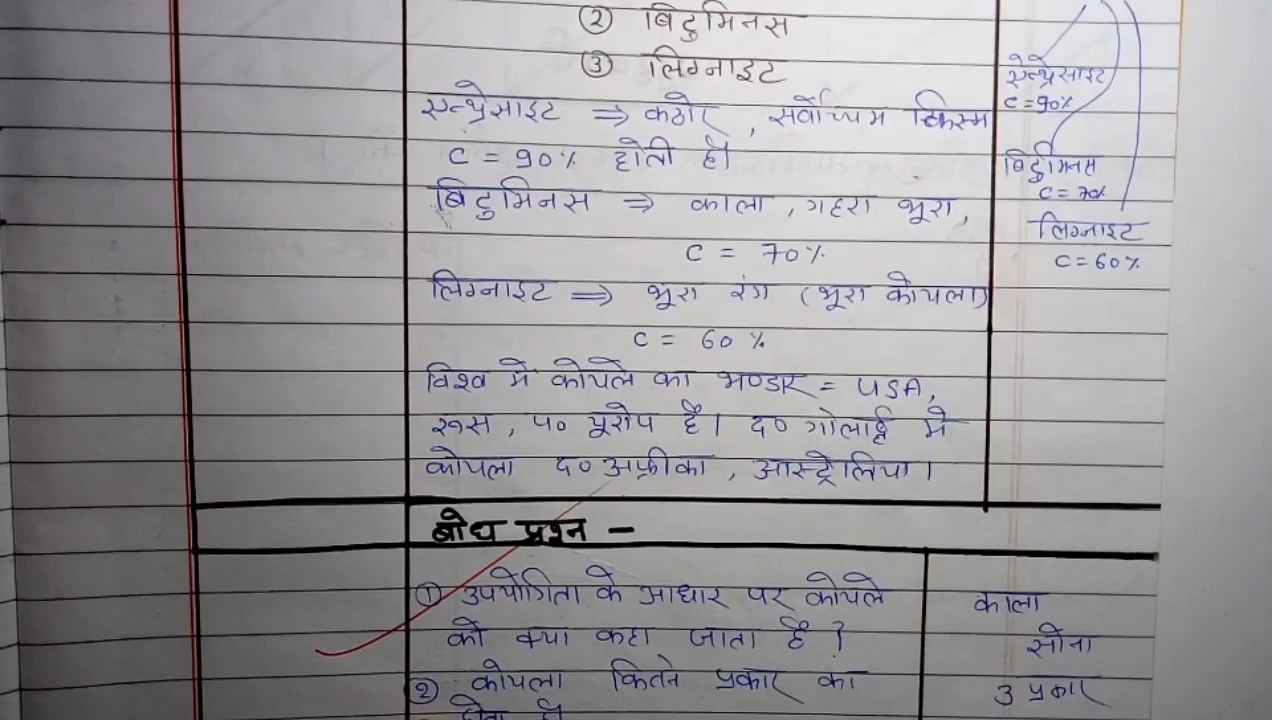 ② बिटुमिनस
③ लिग्नाइट
एन्थ्रेसाइट ⇒ कठोर, सर्वोच्चम किस्म
C = 90% होती है।
बिटुमिनस ⇒ काला, गहरा भूरा,
C = 70%
लिग्नाइट ⇒ भूरा रंग (भूरा कोयला)
C = 60%
विश्व मे कोयले का भण्डार = USA,
रूस, प० यूरोप है। द० गोलार्द्ध मे
कोयला द० अफ्रीका, आस्ट्रेलिया।
एन्थ्रेसाइट
C = 90%
बिटुमिनस
C = 70%
लिग्नाइट
C = 60%
बोध प्रश्न -
① उपयोगिता के आधार पर कोयले
को क्या कहा जाता है ?
काला
सोना
② कोयला कितने प्रकार का
होता है
3 प्रकार